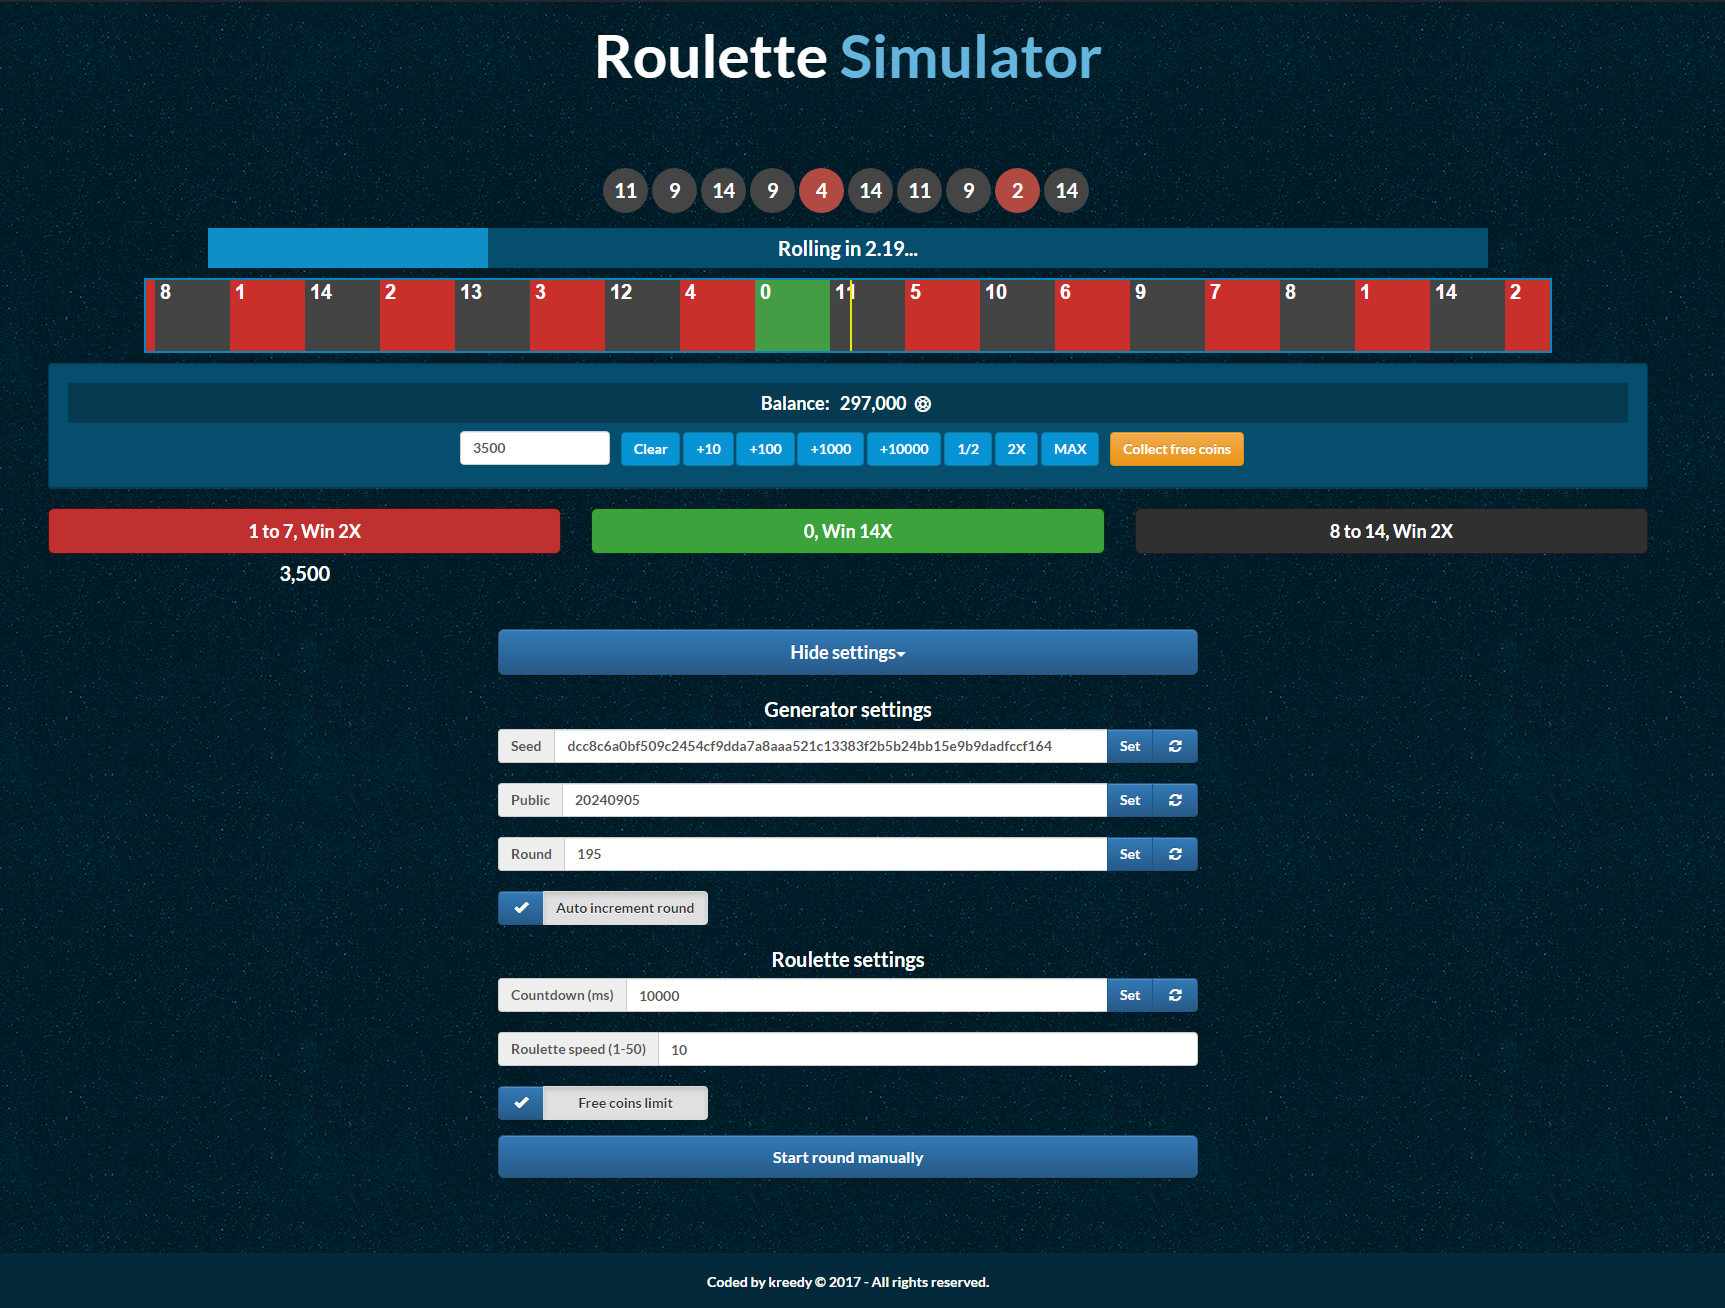 Roulette Simulator
11 9 14 9 4 14 11 9 2 14
Rolling in 2.19...
8 1 14 2 13 3 12 4 0 11 5 10 6 9 7 8 1 14 2
Balance: 297,000
3500 Clear +10 +100 +1000 +10000 1/2 2X MAX Collect free coins
1 to 7, Win 2X 0, Win 14X 8 to 14, Win 2X
3,500
Hide settings
Generator settings
Seed dcc8c6a0bf509c2454cf9dda7a8aaa521c13383f2b5b24bb15e9b9dadfccf164 Set
Public 20240905 Set
Round 195 Set
Auto increment round
Roulette settings
Countdown (ms) 10000 Set
Roulette speed (1-50) 10
Free coins limit
Start round manually
Coded by kreedy © 2017 - All rights reserved.